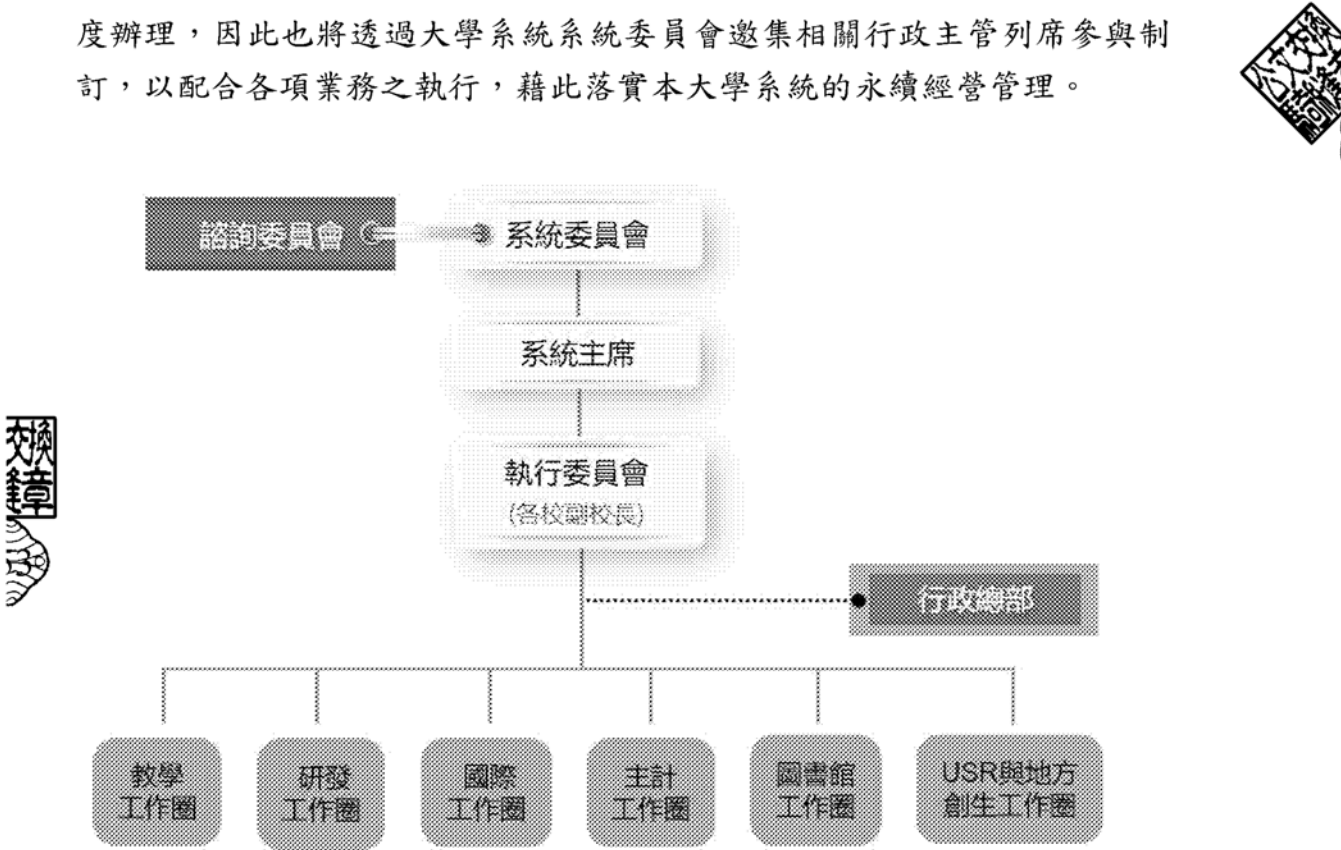 度辦理，因此也將透過大學系統系統委員會邀集相關行政主管列席參與制
訂，以配合各項業務之執行，藉此落實本大學系統的永續經營管理。
諮詢委員會
系統委員會
系統主席
執行委員會
(各校副校長)
行政總部
教學
工作圈
研發
工作圈
國際
工作圈
主計
工作圈
圖書館
工作圈
USR與地方
創生工作圈